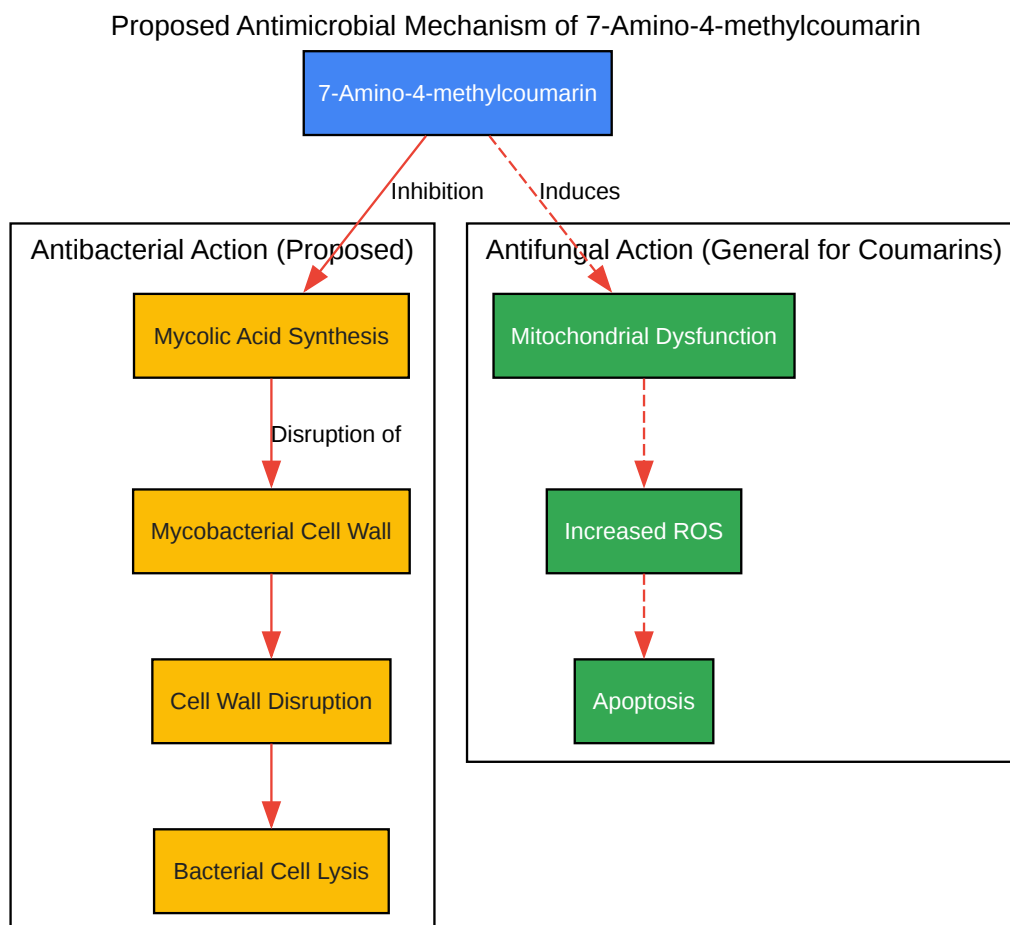 Proposed Antimicrobial Mechanism of 7-Amino-4-methylcoumarin
7-Amino-4-methylcoumarin
Inhibition
Induces
Antibacterial Action (Proposed)
Mycolic Acid Synthesis
Disruption of
Mycobacterial Cell Wall
Cell Wall Disruption
Bacterial Cell Lysis
Antifungal Action (General for Coumarins)
Mitochondrial Dysfunction
Increased ROS
Apoptosis